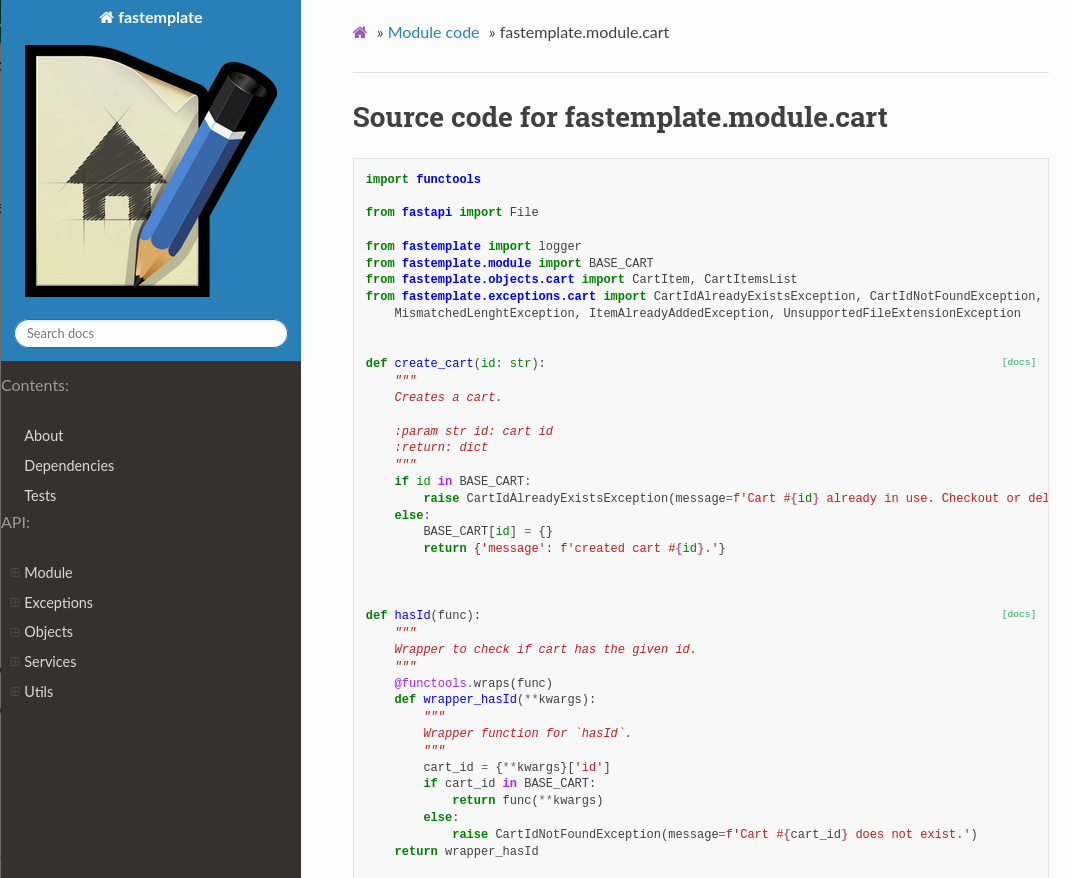 fastemplate
Search docs
Contents:
About
Dependencies
Tests
API:
Module
Exceptions
Objects
Services
Utils
» Module code » fastemplate.module.cart
Source code for fastemplate.module.cart
import functools
from fastapi import File
from fastemplate import logger
from fastemplate.module import BASE_CART
from fastemplate.objects.cart import CartItem, CartItemsList
from fastemplate.exceptions.cart import CartIdAlreadyExistsException, CartIdNotFoundException,
    MismatchedLenghtException, ItemAlreadyAddedException, UnsupportedFileExtensionException
def create_cart(id: str): [docs]
    """
    Creates a cart.
    :param str id: cart id
    :return: dict
    """
    if id in BASE_CART:
        raise CartIdAlreadyExistsException(message=f'Cart #{id} already in use. Checkout or del
    else:
        BASE_CART[id] = {}
        return {'message': f'created cart #{id}.'}
def hasId(func): [docs]
    """
    Wrapper to check if cart has the given id.
    """
    @functools.wraps(func)
    def wrapper_hasId(**kwargs):
        """
        Wrapper function for `hasId`.
        """
        cart_id = {**kwargs}['id']
        if cart_id in BASE_CART:
            return func(**kwargs)
        else:
            raise CartIdNotFoundException(message=f'Cart #{cart_id} does not exist.')
    return wrapper_hasId